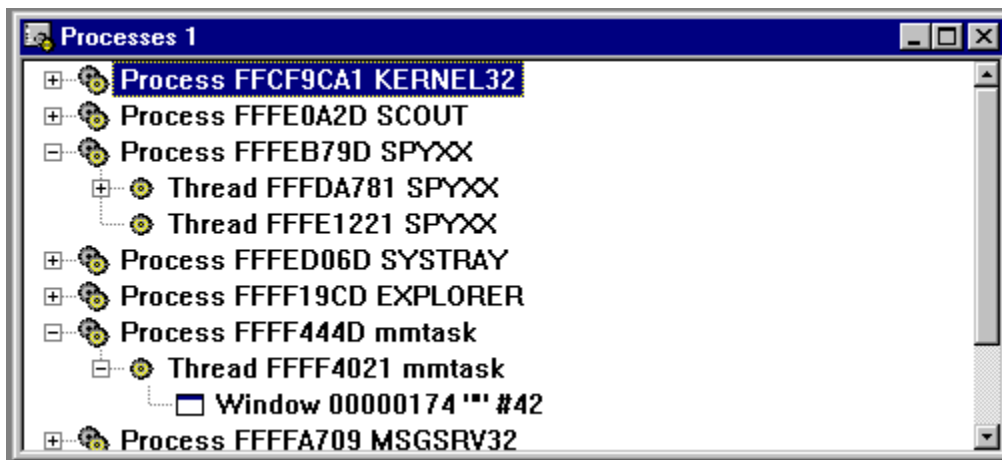 Processes 1
Process FFCF9CA1 KERNEL32
Process FFFE0A2D SCOUT
Process FFFEB79D SPYXX
Thread FFFDA781 SPYXX
Thread FFFE1221 SPYXX
Process FFFED06D SYSTRAY
Process FFFF19CD EXPLORER
Process FFFF444D mmtask
Thread FFFF4021 mmtask
Window 00000174 "" #42
Process FFFFA709 MSGSRV32